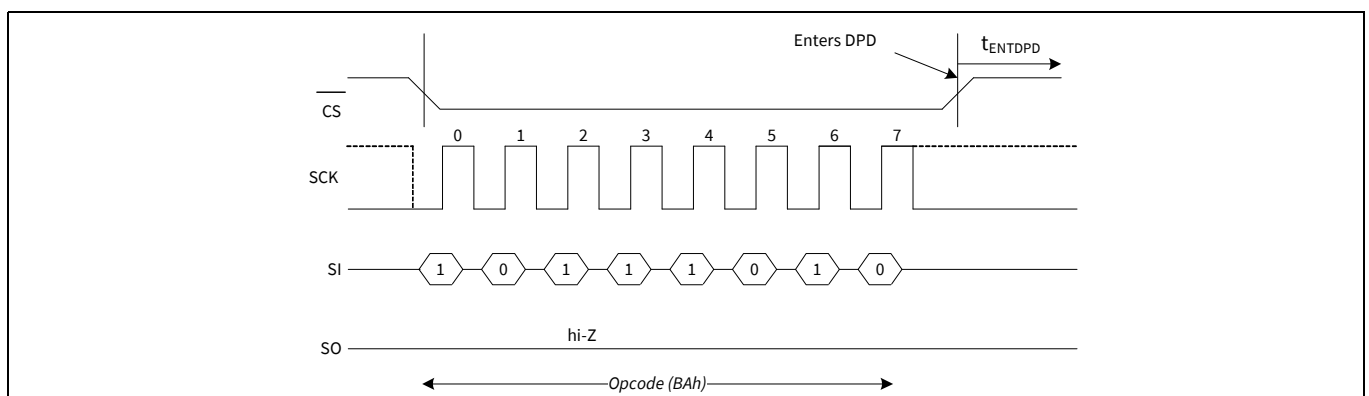 Enters DPD
tENTDPD
CS
0 1 2 3 4 5 6 7
SCK
SI 1 0 1 1 1 0 1 0
hi-Z
SO
Opcode (BAh)